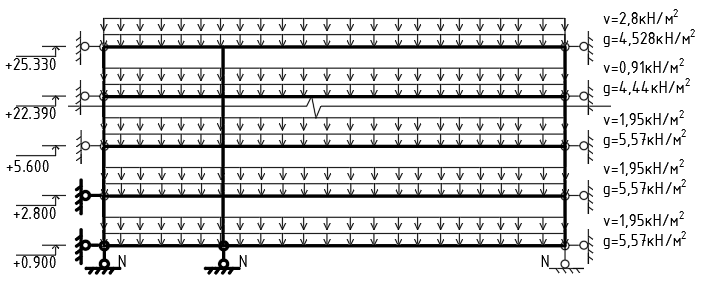 v=2,8кН/м²
g=4,528кН/м²
+25.330
v=0,91кН/м²
g=4,44кН/м²
+22.390
v=1,95кН/м²
g=5,57кН/м²
+5.600
v=1,95кН/м²
g=5,57кН/м²
+2.800
v=1,95кН/м²
g=5,57кН/м²
+0.900
N N N